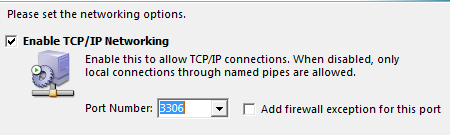 Please set the networking options.
Enable TCP/IP Networking
Enable this to allow TCP/IP connections. When disabled, only
local connections through named pipes are allowed.
Port Number: 3306 Add firewall exception for this port